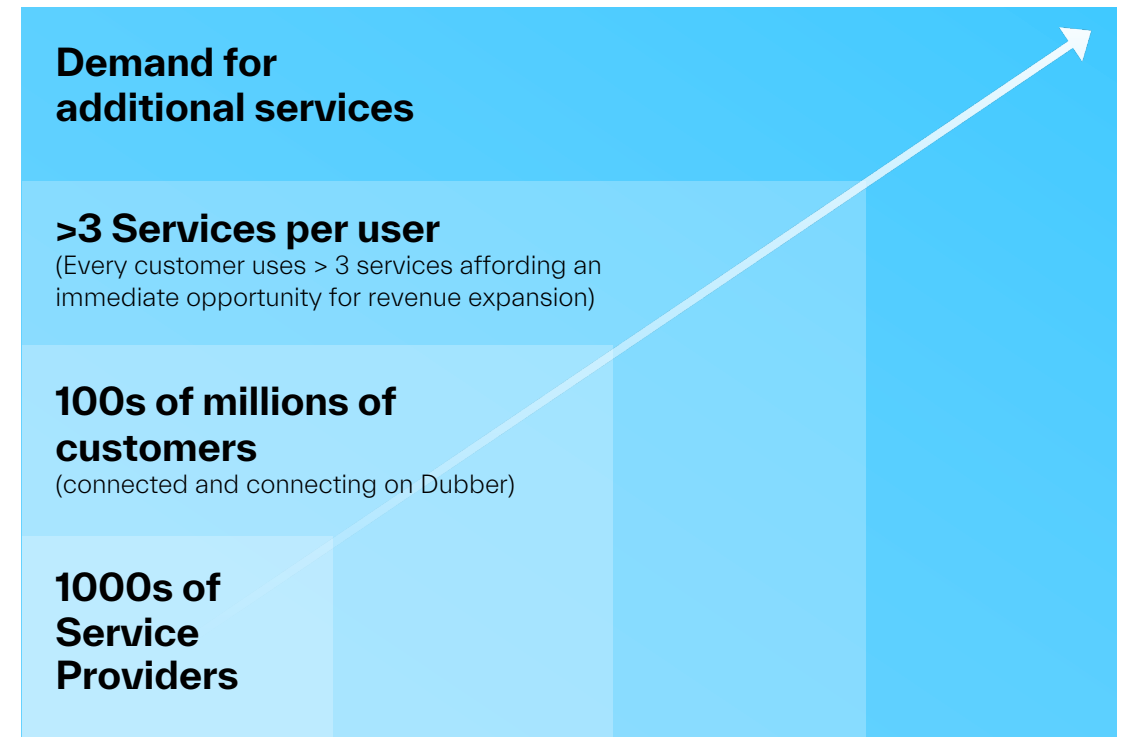 Demand for
additional services
>3 Services per user
(Every customer uses > 3 services affording an
immediate opportunity for revenue expansion)
100s of millions of
customers
(connected and connecting on Dubber)
1000s of
Service
Providers